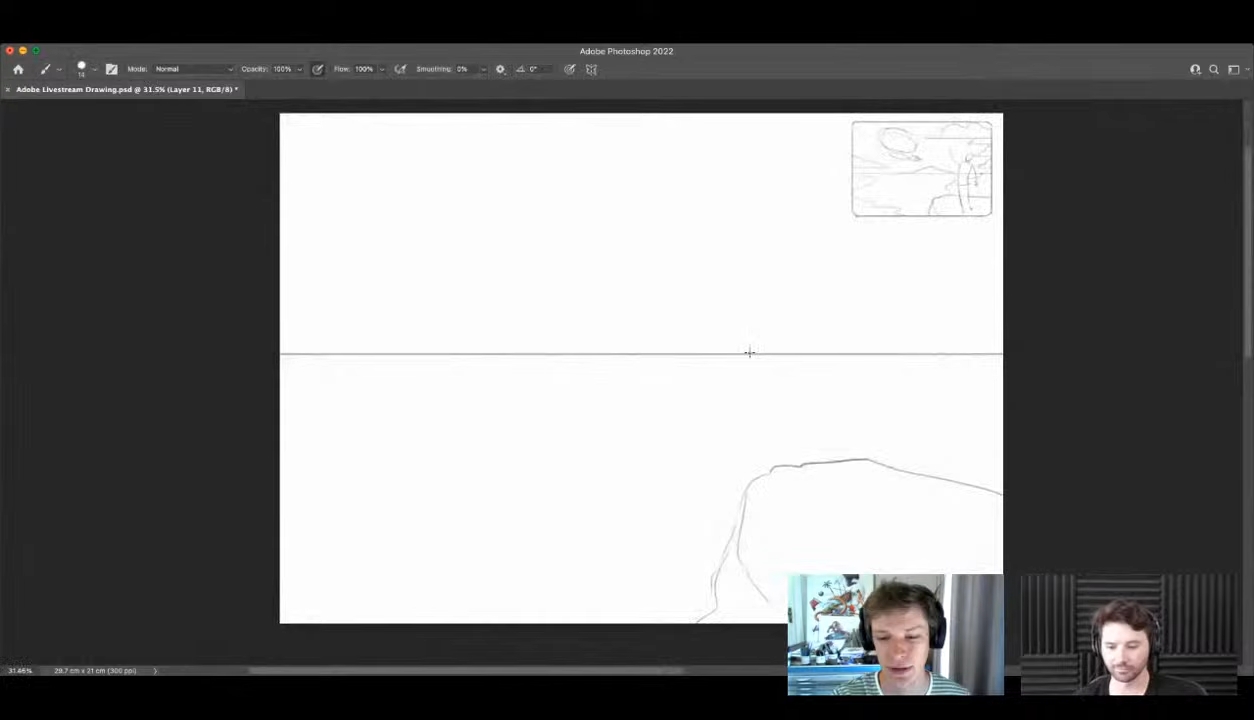 Adobe Photoshop 2022
14 Mode: Normal Opacity: 100% Flow: 100% Smoothing: 0% 0°
× Adobe Livestream Drawing.psd @ 31.5% (Layer 11, RGB/8) *
31.46% 29.7 cm x 21 cm (300 ppi)